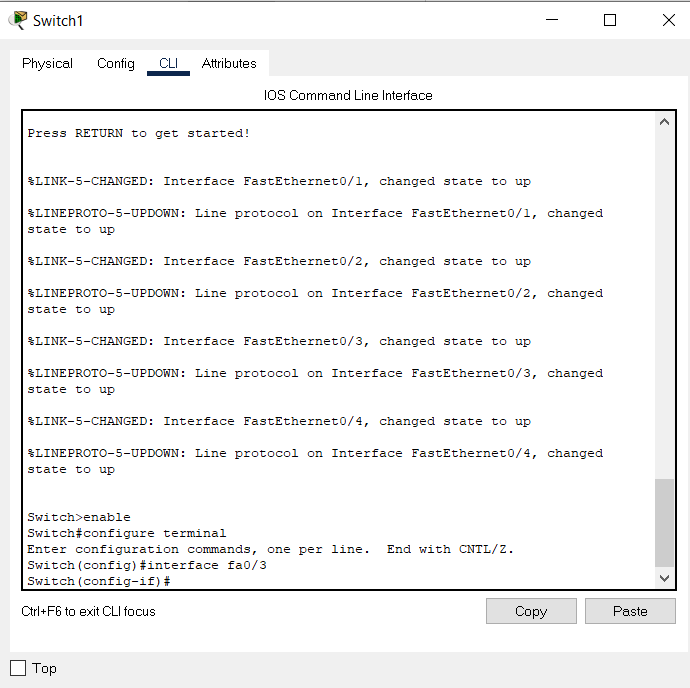 Switch1
Physical Config CLI Attributes
IOS Command Line Interface
Press RETURN to get started!
%LINK-5-CHANGED: Interface FastEthernet0/1, changed state to up
%LINEPROTO-5-UPDOWN: Line protocol on Interface FastEthernet0/1, changed
state to up
%LINK-5-CHANGED: Interface FastEthernet0/2, changed state to up
%LINEPROTO-5-UPDOWN: Line protocol on Interface FastEthernet0/2, changed
state to up
%LINK-5-CHANGED: Interface FastEthernet0/3, changed state to up
%LINEPROTO-5-UPDOWN: Line protocol on Interface FastEthernet0/3, changed
state to up
%LINK-5-CHANGED: Interface FastEthernet0/4, changed state to up
%LINEPROTO-5-UPDOWN: Line protocol on Interface FastEthernet0/4, changed
state to up
Switch>enable
Switch#configure terminal
Enter configuration commands, one per line.  End with CNTL/Z.
Switch(config)#interface fa0/3
Switch(config-if)#
Ctrl+F6 to exit CLI focus
Copy Paste
Top